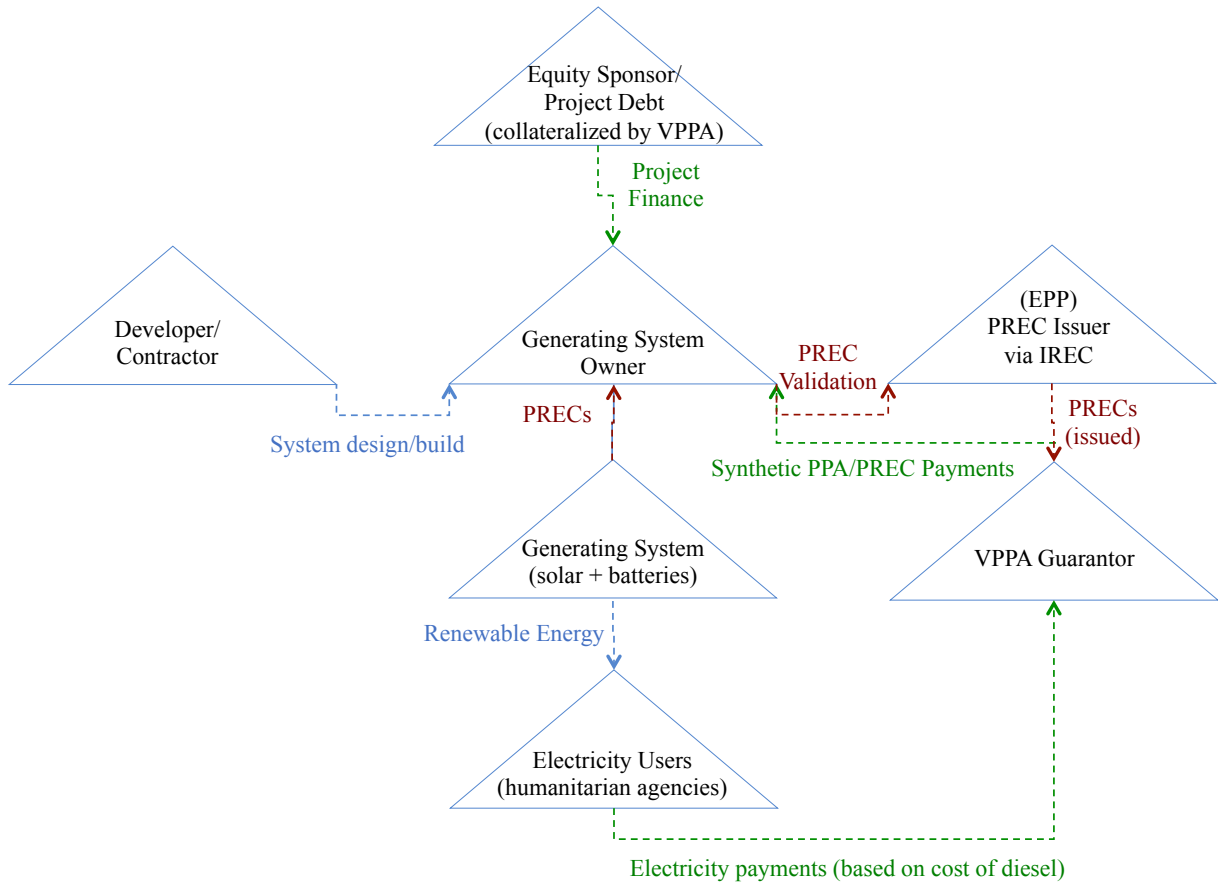 Equity Sponsor/
Project Debt
(collateralized by VPPA)
Project
Finance
Developer/
Contractor
Generating System
Owner
(EPP)
PREC Issuer
via IREC
PREC
Validation
System design/build
PRECs
PRECs
(issued)
Synthetic PPA/PREC Payments
Generating System
(solar + batteries)
VPPA Guarantor
Renewable Energy
Electricity Users
(humanitarian agencies)
Electricity payments (based on cost of diesel)